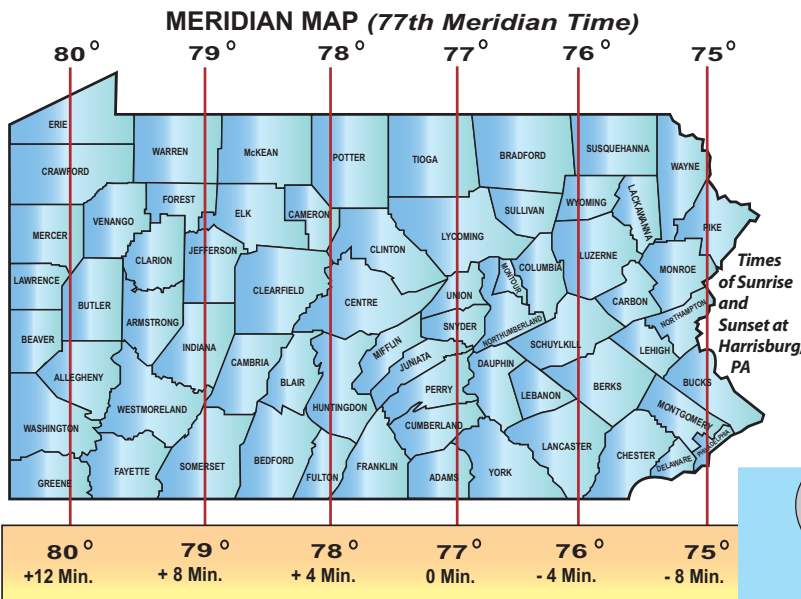 MERIDIAN MAP (77th Meridian Time)
80° 79° 78° 77° 76° 75°
ERIE
CRAWFORD
WARREN
McKEAN
POTTER
TIOGA
BRADFORD
SUSQUEHANNA
WAYNE
MERCER
VENANGO
FOREST
ELK
CAMERON
CLINTON
LYCOMING
SULLIVAN
WYOMING
LACKAWANNA
PIKE
LAWRENCE
BUTLER
CLARION
JEFFERSON
CLEARFIELD
CENTRE
UNION
MONTOUR
COLUMBIA
LUZERNE
MONROE
BEAVER
ARMSTRONG
INDIANA
SNYDER
NORTHUMBERLAND
SCHUYLKILL
CARBON
NORTHAMPTON
ALLEGHENY
CAMBRIA
BLAIR
MIFFLIN
JUNIATA
PERRY
DAUPHIN
LEBANON
BERKS
LEHIGH
BUCKS
WASHINGTON
WESTMORELAND
HUNTINGDON
CUMBERLAND
LANCASTER
CHESTER
MONTGOMERY
PHILADELPHIA
DELAWARE
GREENE
FAYETTE
SOMERSET
BEDFORD
FULTON
FRANKLIN
ADAMS
YORK
Times
of Sunrise
and
Sunset at
Harrisburg,
PA
80° 79° 78° 77° 76° 75°
+12 Min. + 8 Min. + 4 Min. 0 Min. - 4 Min. - 8 Min.